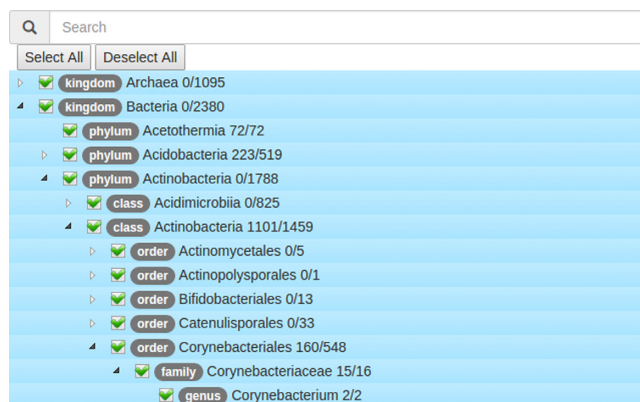 Search
Select All Deselect All
kingdom Archaea 0/1095
kingdom Bacteria 0/2380
phylum Acetothermia 72/72
phylum Acidobacteria 223/519
phylum Actinobacteria 0/1788
class Acidimicrobiia 0/825
class Actinobacteria 1101/1459
order Actinomycetales 0/5
order Actinopolysporales 0/1
order Bifidobacteriales 0/13
order Catenulisporales 0/33
order Corynebacteriales 160/548
family Corynebacteriaceae 15/16
genus Corynebacterium 2/2